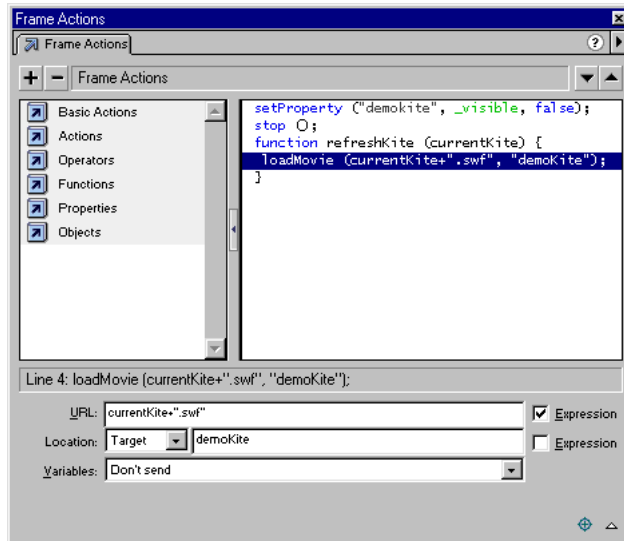 Frame Actions
Frame Actions
?
+ − Frame Actions
Basic Actions
Actions
Operators
Functions
Properties
Objects
setProperty ("demokite", _visible, false);
stop ();
function refreshKite (currentKite) {
loadMovie (currentKite+".swf", "demoKite");
}
Line 4: loadMovie (currentKite+".swf", "demoKite");
URL: currentKite+".swf" Expression
Location: Target demoKite Expression
Variables: Don't send